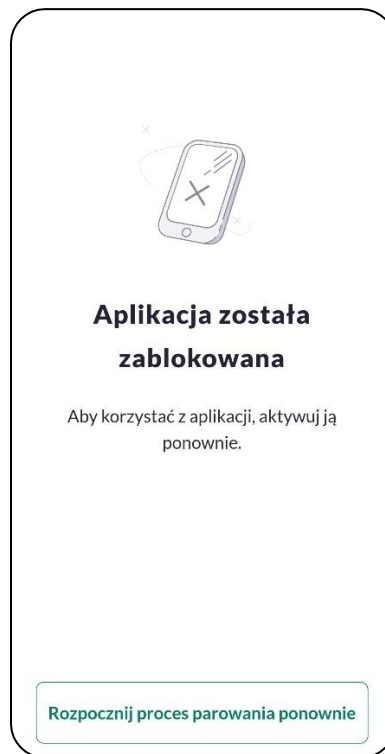 Aplikacja została
zablokowana
Aby korzystać z aplikacji, aktywuj ją
ponownie.
Rozpocznij proces parowania ponownie